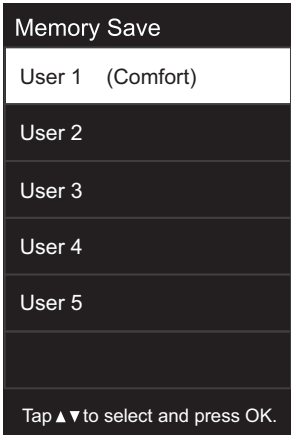 Memory Save
User 1 (Comfort)
User 2
User 3
User 4
User 5
Tap ▲▼ to select and press OK.